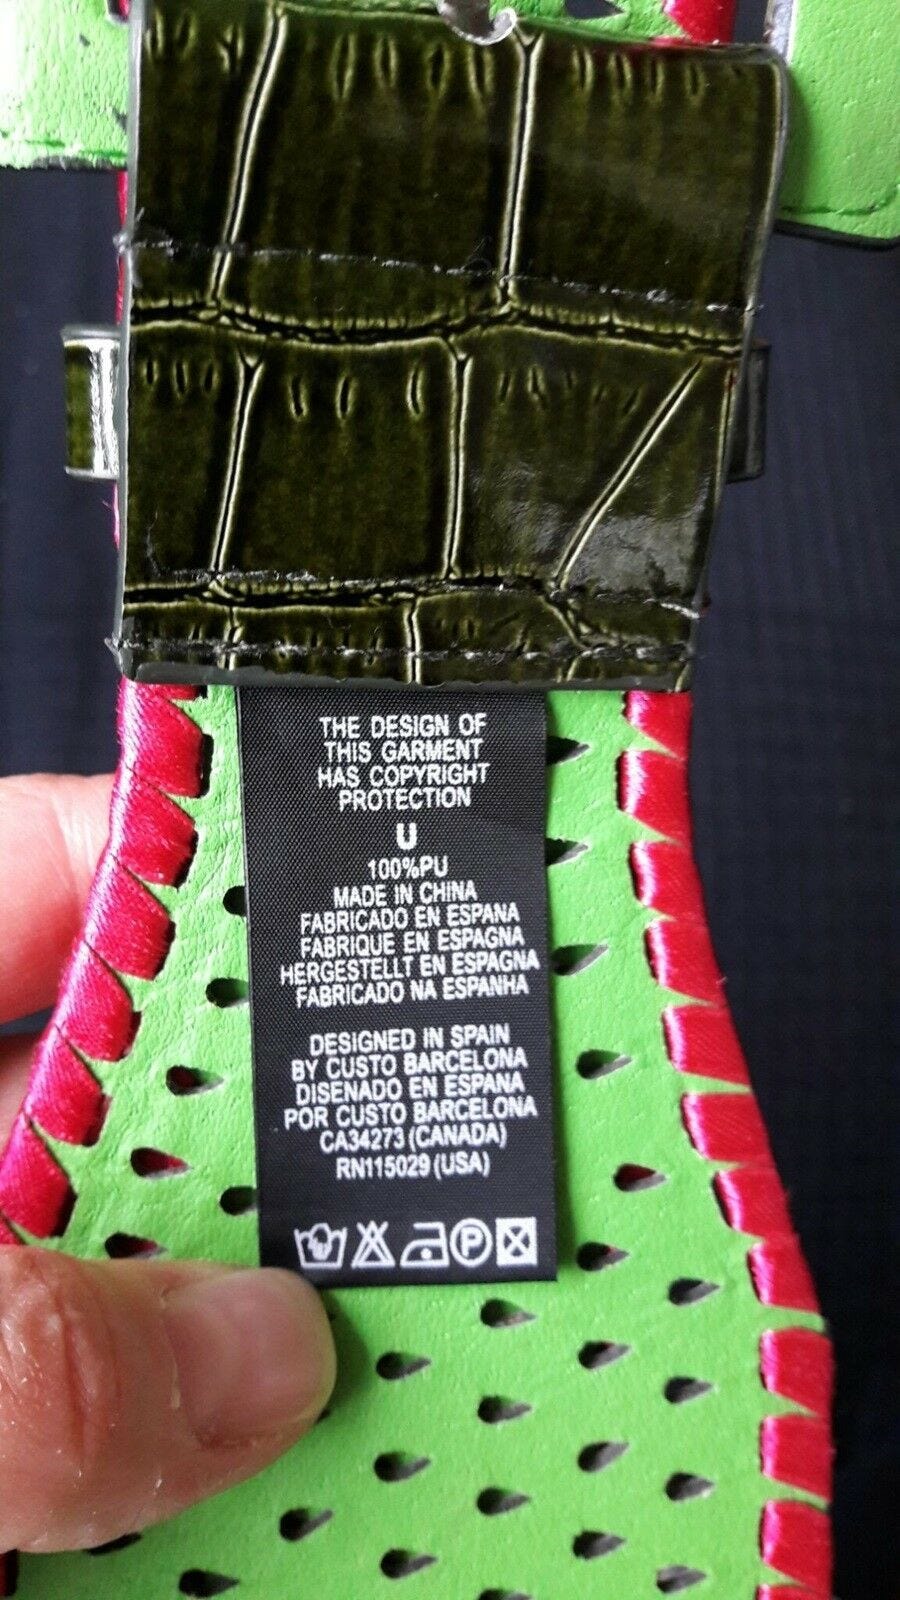 THE DESIGN OF
THIS GARMENT
HAS COPYRIGHT
PROTECTION
U
100%PU
MADE IN CHINA
FABRICADO EN ESPANA
FABRIQUE EN ESPAGNA
HERGESTELLT EN ESPAGNA
FABRICADO NA ESPANHA
DESIGNED IN SPAIN
BY CUSTO BARCELONA
DISENADO EN ESPANA
POR CUSTO BARCELONA
CA34273 (CANADA)
RN115029 (USA)
P